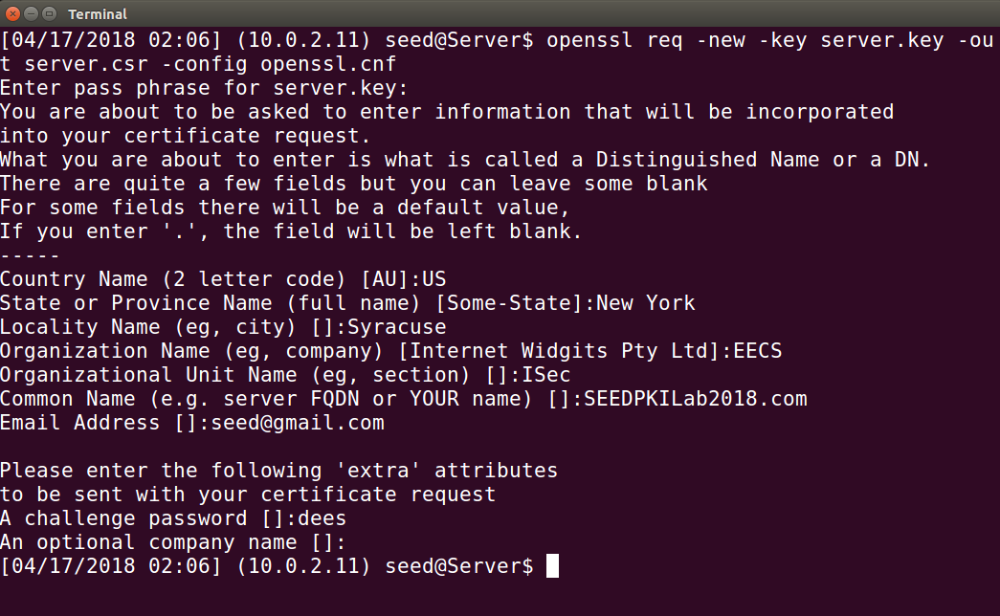 Terminal
[04/17/2018 02:06] (10.0.2.11) seed@Server$ openssl req -new -key server.key -ou
t server.csr -config openssl.cnf
Enter pass phrase for server.key:
You are about to be asked to enter information that will be incorporated
into your certificate request.
What you are about to enter is what is called a Distinguished Name or a DN.
There are quite a few fields but you can leave some blank
For some fields there will be a default value,
If you enter '.', the field will be left blank.
-----
Country Name (2 letter code) [AU]:US
State or Province Name (full name) [Some-State]:New York
Locality Name (eg, city) []:Syracuse
Organization Name (eg, company) [Internet Widgits Pty Ltd]:EECS
Organizational Unit Name (eg, section) []:ISec
Common Name (e.g. server FQDN or YOUR name) []:SEEDPKILab2018.com
Email Address []:seed@gmail.com

Please enter the following 'extra' attributes
to be sent with your certificate request
A challenge password []:dees
An optional company name []:
[04/17/2018 02:06] (10.0.2.11) seed@Server$